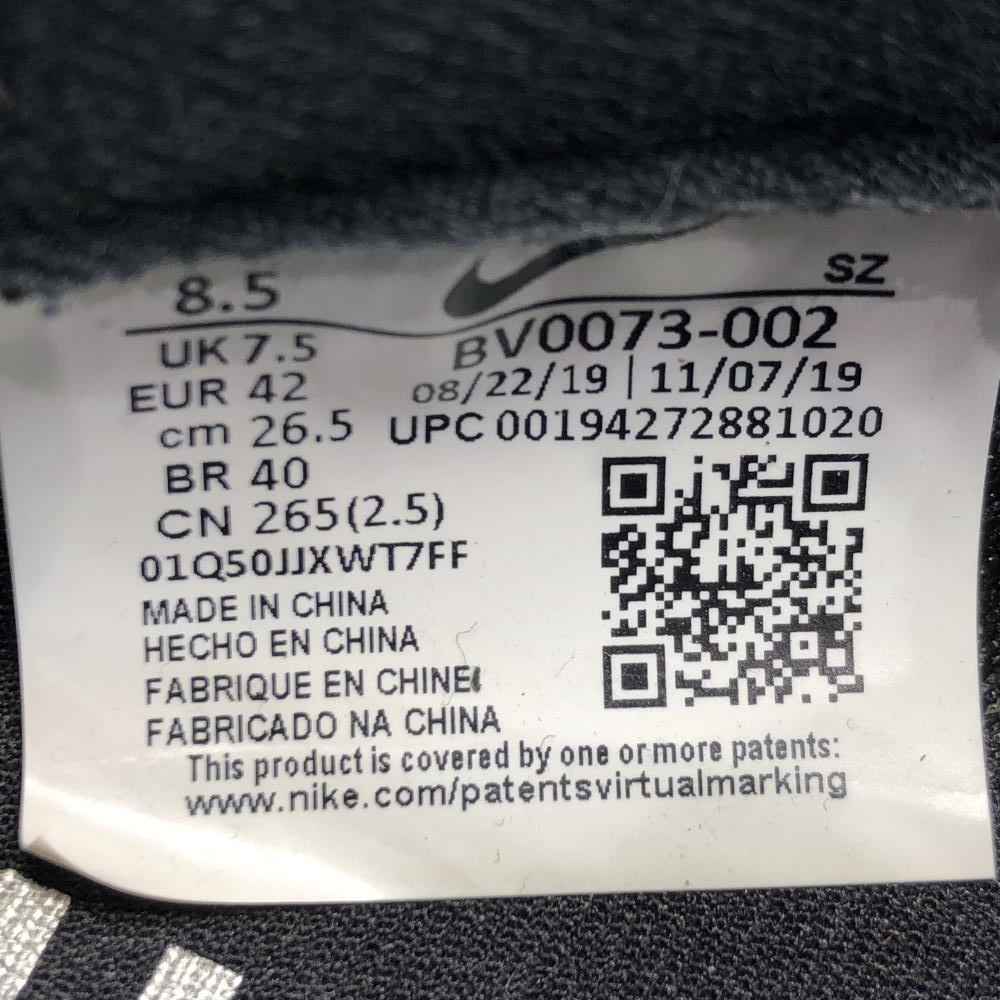 8.5
SZ
UK 7.5
BV0073-002
EUR 42
08/22/19 | 11/07/19
cm 26.5
UPC 00194272881020
BR 40
CN 265(2.5)
01Q50JJXWT7FF
MADE IN CHINA
HECHO EN CHINA
FABRIQUE EN CHINE
FABRICADO NA CHINA
This product is covered by one or more patents:
www.nike.com/patentsvirtualmarking